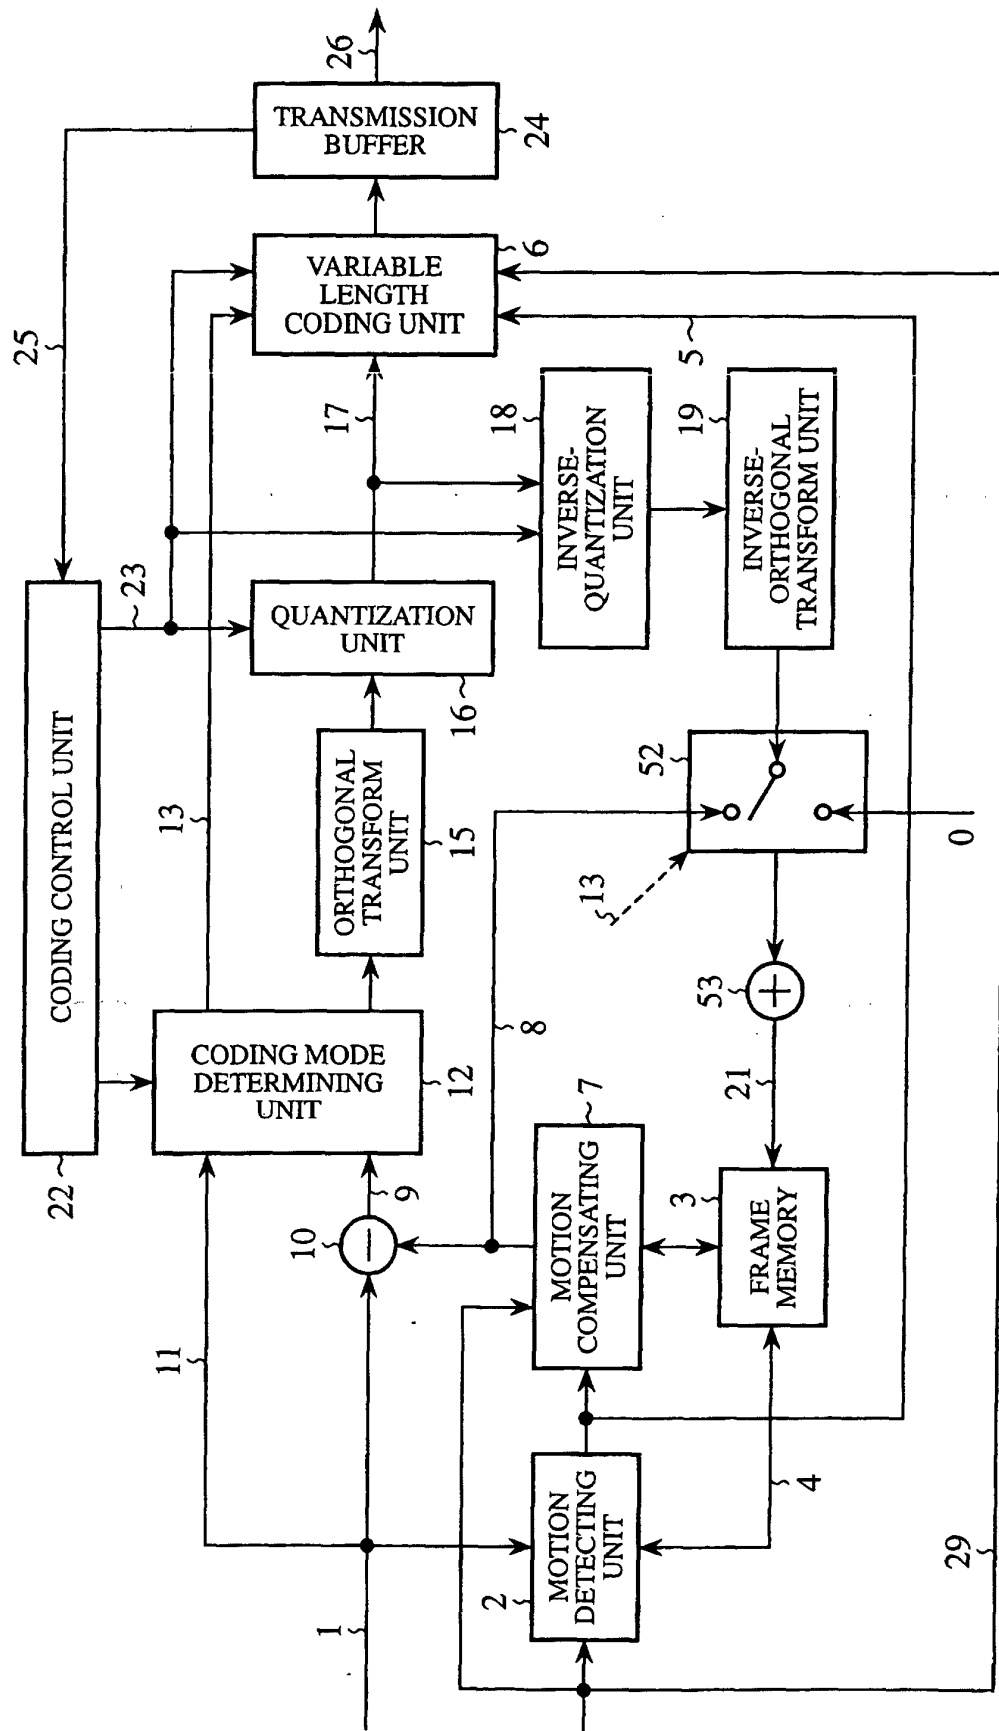 22
CODING CONTROL UNIT
25
23
11
13
CODING MODE
DETERMINING
UNIT
12
ORTHOGONAL
TRANSFORM
UNIT
15
QUANTIZATION
UNIT
16
17
VARIABLE
LENGTH
CODING UNIT
6
TRANSMISSION
BUFFER
24
26
1
10
9
8
2
MOTION
DETECTING
UNIT
MOTION
COMPENSATING
UNIT
7
INVERSE-
QUANTIZATION
UNIT
18
5
3
FRAME
MEMORY
21
53
13
52
INVERSE-
ORTHOGONAL
TRANSFORM UNIT
19
4
0
29